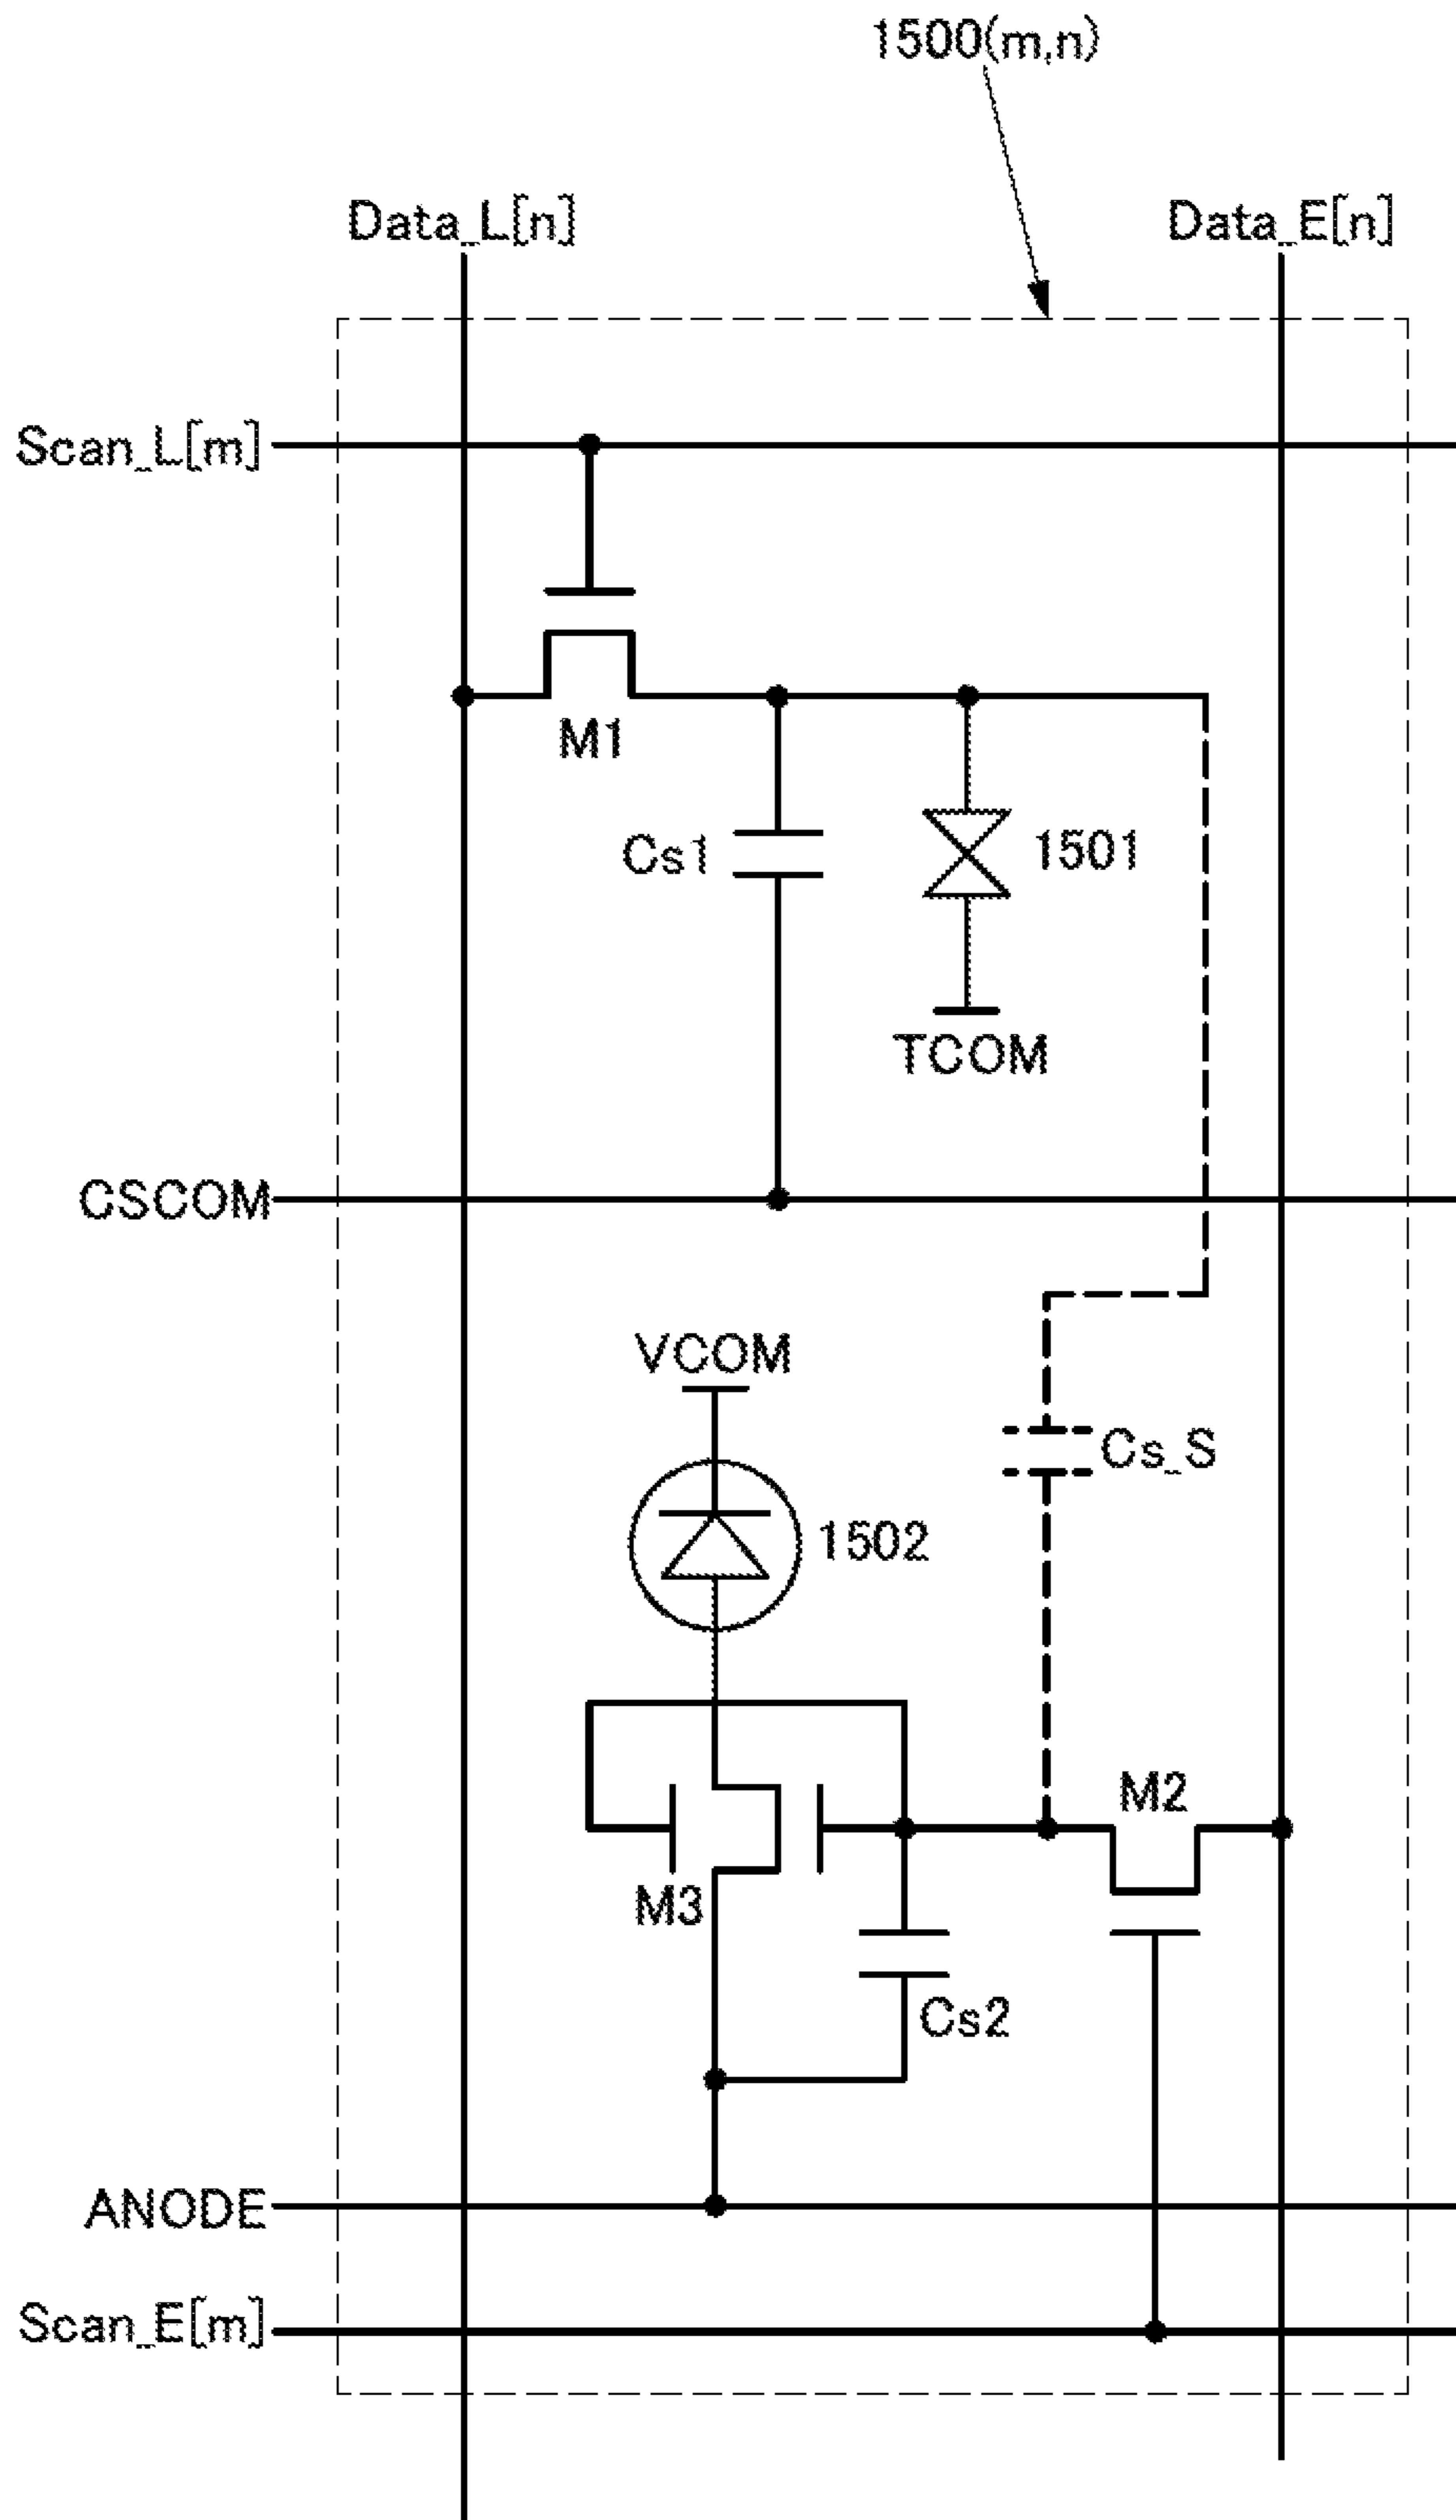 1500(m,n)
Data_L[n]
Data_E[n]
Scan_L[m]
M1
Cs1
1501
TCOM
CSCOM
VCOM
Cs_S
1502
M2
M3
Cs2
ANODE
Scan_E[m]